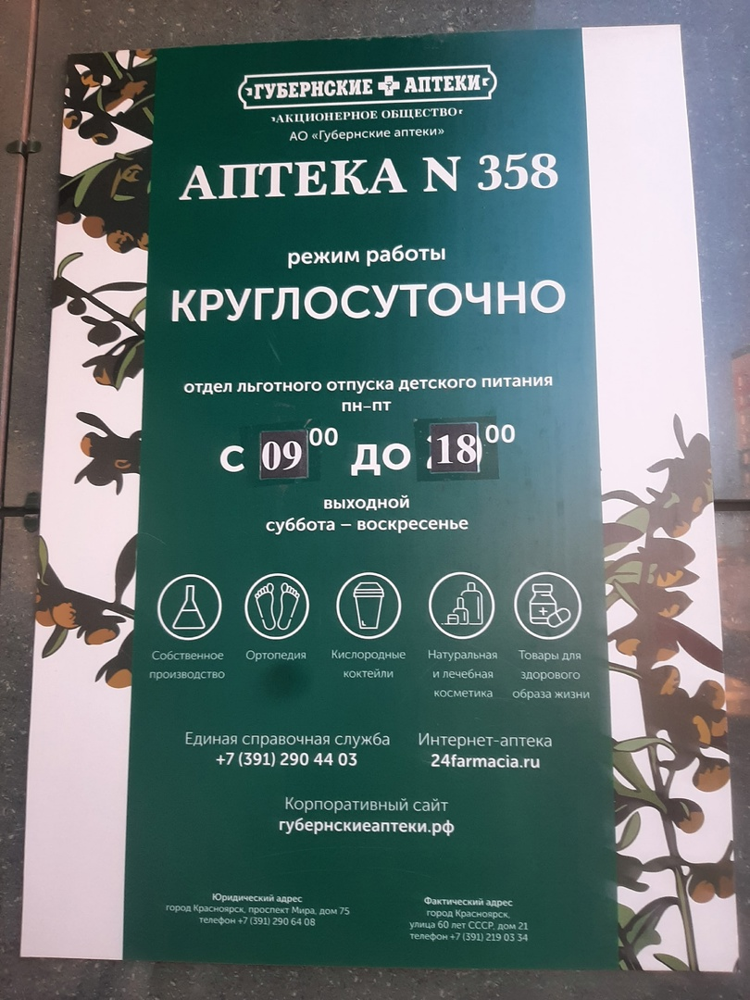 ГУБЕРНСКИЕ АПТЕКИ
АКЦИОНЕРНОЕ ОБЩЕСТВО
АО «Губернские аптеки»
АПТЕКА N 358
режим работы
КРУГЛОСУТОЧНО
отдел льготного отпуска детского питания
пн–пт
С 09 00 ДО 18 00
выходной
суббота – воскресенье
Собственное производство
Ортопедия
Кислородные коктейли
Натуральная и лечебная косметика
Товары для здорового образа жизни
Единая справочная служба
+7 (391) 290 44 03
Интернет-аптека
24farmacia.ru
Корпоративный сайт
губернскиеаптеки.рф
Юридический адрес
город Красноярск, проспект Мира, дом 75
телефон +7 (391) 290 64 08
Фактический адрес
город Красноярск,
улица 60 лет СССР, дом 21
телефон +7 (391) 219 03 34